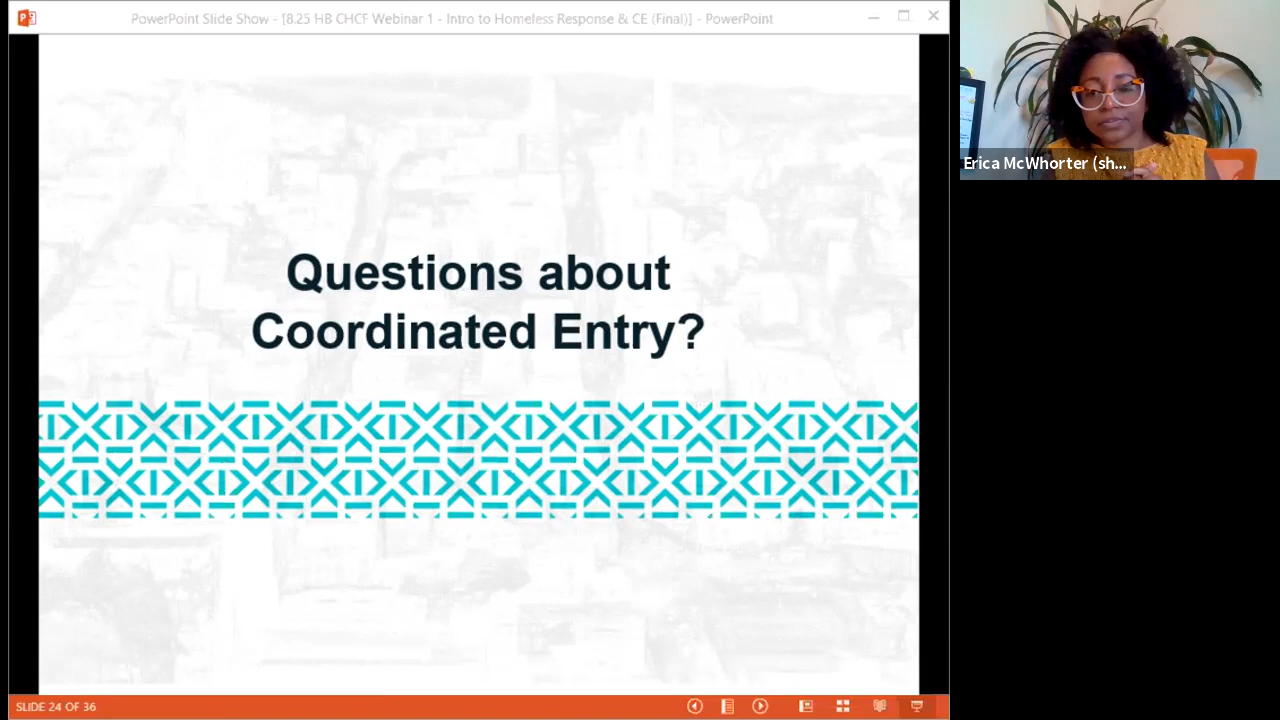 PowerPoint Slide Show - [8.25 HB CHCF Webinar 1 - Intro to Homeless Response & CE (Final)] - PowerPoint
Erica McWhorter (sh...
Questions about
Coordinated Entry?
SLIDE 24 OF 36